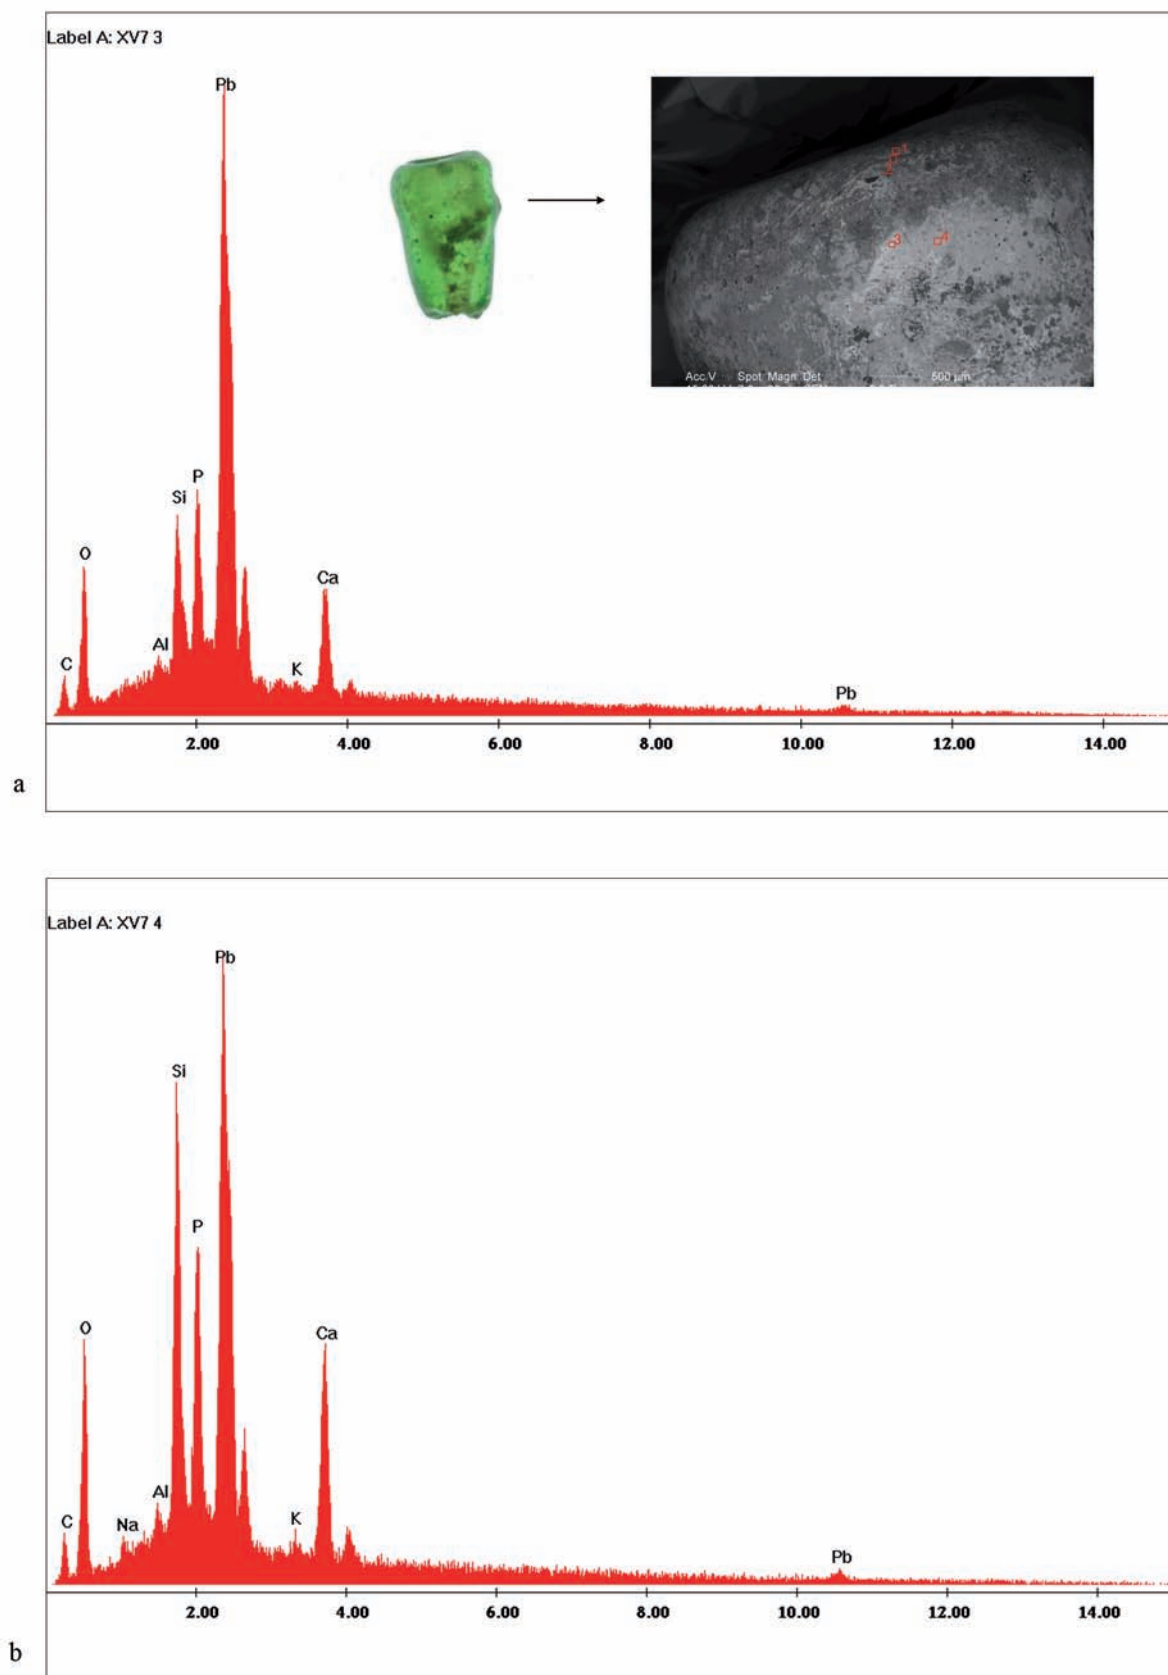 Label A: XV7 3
Pb
1
3 4
P
Si
O
Ca
Al
C
K
Pb
Acc.V Spot Magn Det 500 µm
2.00 4.00 6.00 8.00 10.00 12.00 14.00
a
Label A: XV7 4
Pb
Si
P
O
Ca
Al
C
Na
K
Pb
2.00 4.00 6.00 8.00 10.00 12.00 14.00
b